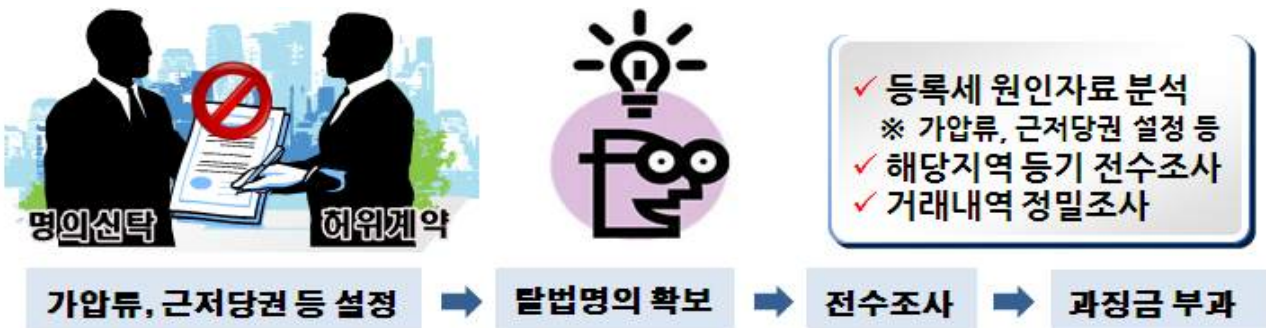 명의신탁
허위계약
✓ 등록세 원인자료 분석
※ 가압류, 근저당권 설정 등
✓ 해당지역 등기 전수조사
✓ 거래내역 정밀조사
가압류, 근저당권 등 설정 ➡ 탈법명의 확보 ➡ 전수조사 ➡ 과징금 부과